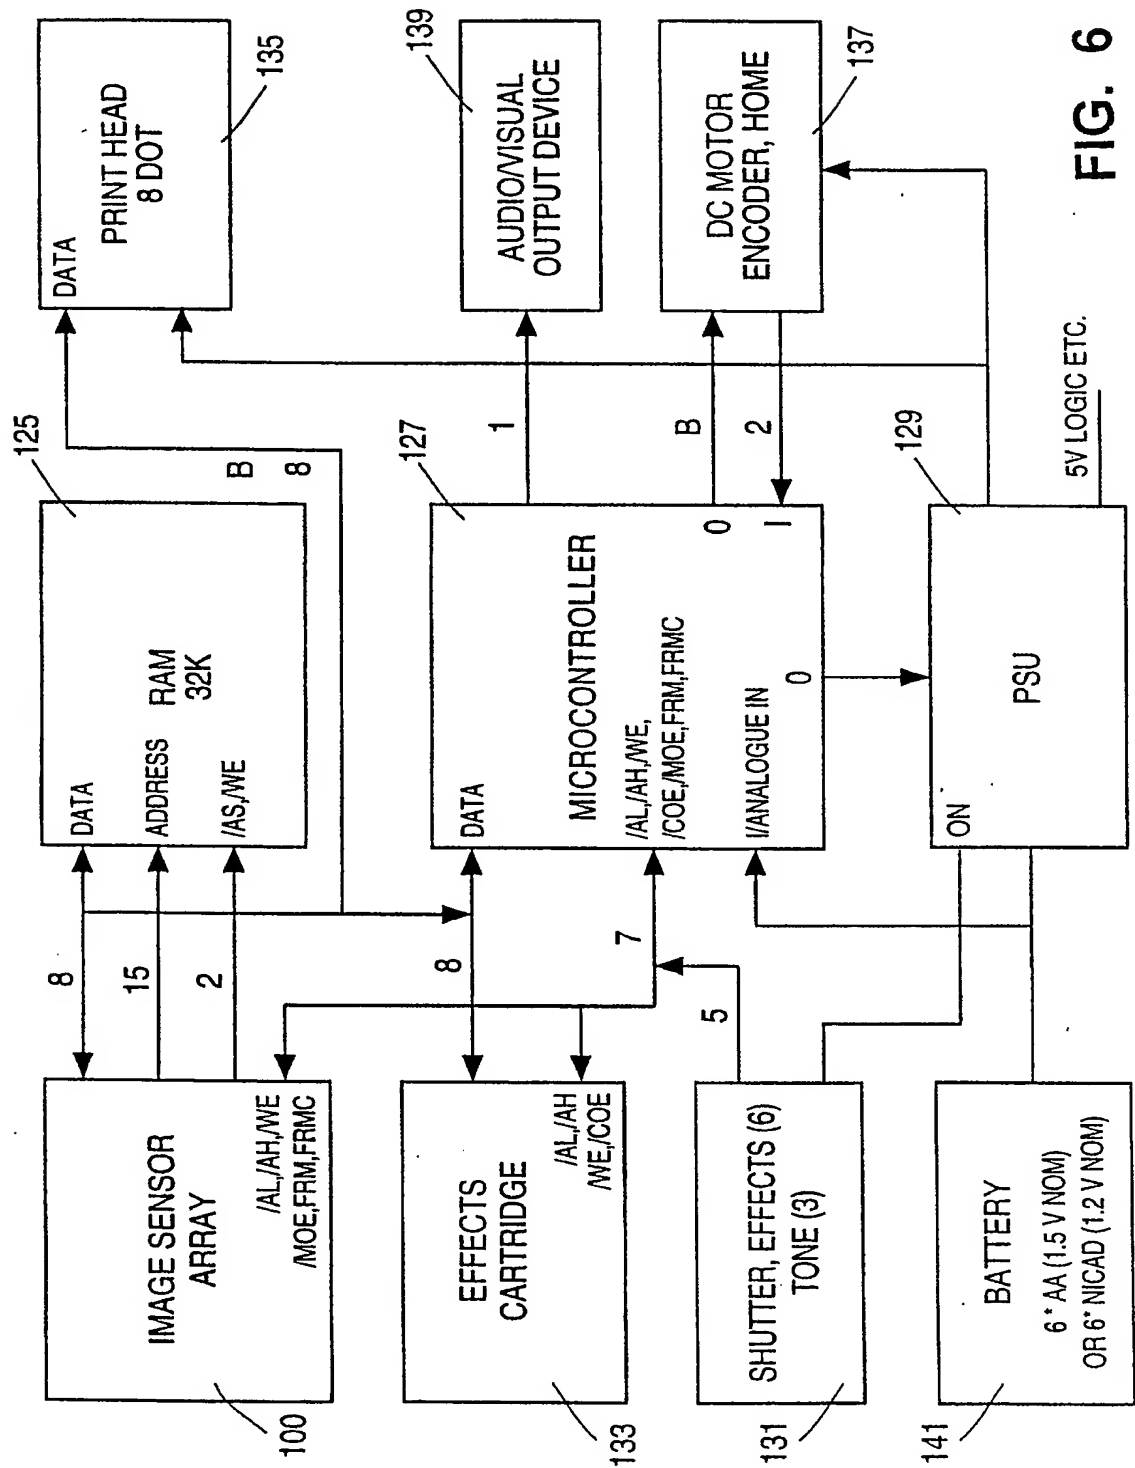 100
IMAGE SENSOR
ARRAY
/AL,/AH,/WE
/MOE,FRM,FRMC
8
15
2
125
DATA
ADDRESS
/AS,/WE
RAM
32K
B
8
DATA
PRINT HEAD
8 DOT
135
133
EFFECTS
CARTRIDGE
/AL,/AH
/WE,/COE
8
7
5
127
DATA
MICROCONTROLLER
/AL,/AH,/WE,
/COE,/MOE,FRM,FRMC
I/ANALOGUE IN
0
0
I
1
B
2
139
AUDIO/VISUAL
OUTPUT DEVICE
DC MOTOR
ENCODER, HOME
137
131
SHUTTER, EFFECTS (6)
TONE (3)
141
BATTERY
6 * AA (1.5 V NOM)
OR 6* NICAD (1.2 V NOM)
129
ON
PSU
5V LOGIC ETC.
FIG. 6